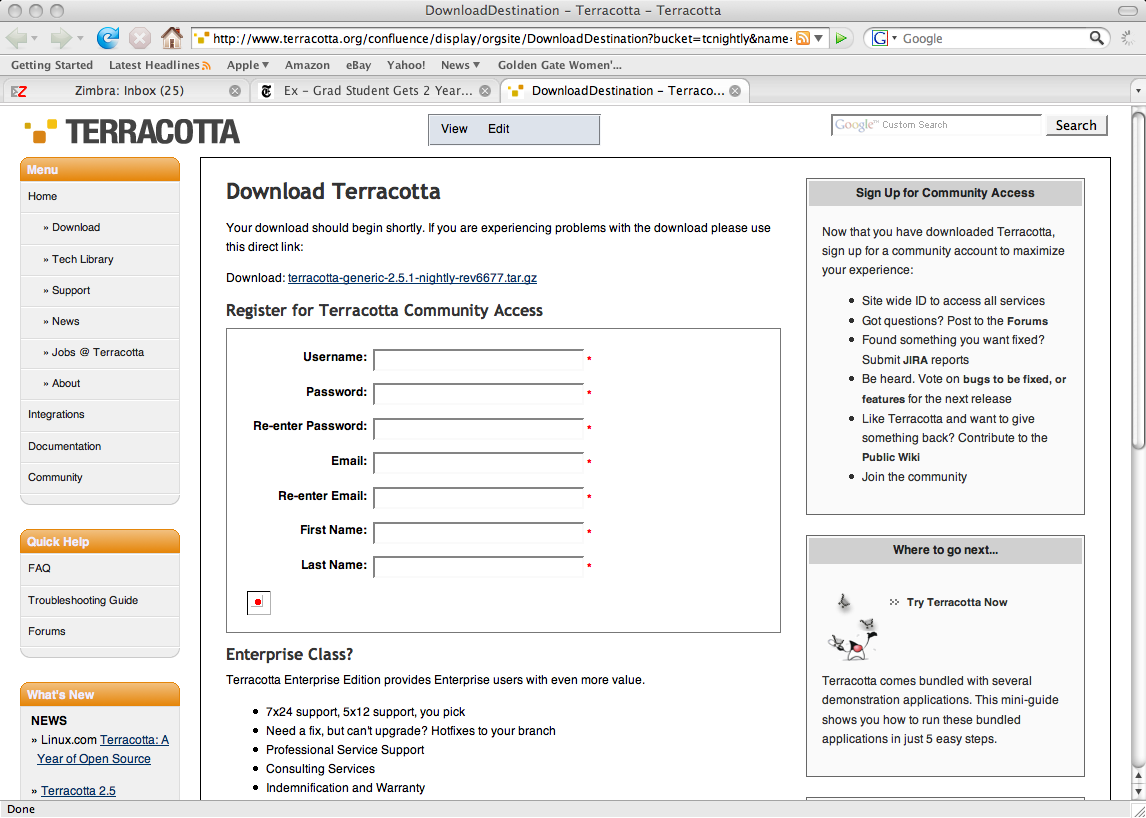 DownloadDestination – Terracotta – Terracotta
http://www.terracotta.org/confluence/display/orgsite/DownloadDestination?bucket=tcnightly&name=
G Google
Getting Started Latest Headlines Apple Amazon eBay Yahoo! News Golden Gate Women'...
Z Zimbra: Inbox (25) T Ex – Grad Student Gets 2 Year... DownloadDestination – Terraco...
TERRACOTTA
View Edit
Google™ Custom Search Search
Menu
Home
» Download
» Tech Library
» Support
» News
» Jobs @ Terracotta
» About
Integrations
Documentation
Community
Quick Help
FAQ
Troubleshooting Guide
Forums
What's New
NEWS
» Linux.com Terracotta: A
Year of Open Source
» Terracotta 2.5
Download Terracotta
Your download should begin shortly. If you are experiencing problems with the download please use
this direct link:
Download: terracotta-generic-2.5.1-nightly-rev6677.tar.gz
Register for Terracotta Community Access
Username: *
Password: *
Re-enter Password: *
Email: *
Re-enter Email: *
First Name: *
Last Name: *
Enterprise Class?
Terracotta Enterprise Edition provides Enterprise users with even more value.
• 7x24 support, 5x12 support, you pick
• Need a fix, but can't upgrade? Hotfixes to your branch
• Professional Service Support
• Consulting Services
• Indemnification and Warranty
Sign Up for Community Access
Now that you have downloaded Terracotta,
sign up for a community account to maximize
your experience:
• Site wide ID to access all services
• Got questions? Post to the Forums
• Found something you want fixed?
Submit JIRA reports
• Be heard. Vote on bugs to be fixed, or
features for the next release
• Like Terracotta and want to give
something back? Contribute to the
Public Wiki
• Join the community
Where to go next...
Try Terracotta Now
Terracotta comes bundled with several
demonstration applications. This mini-guide
shows you how to run these bundled
applications in just 5 easy steps.
Done